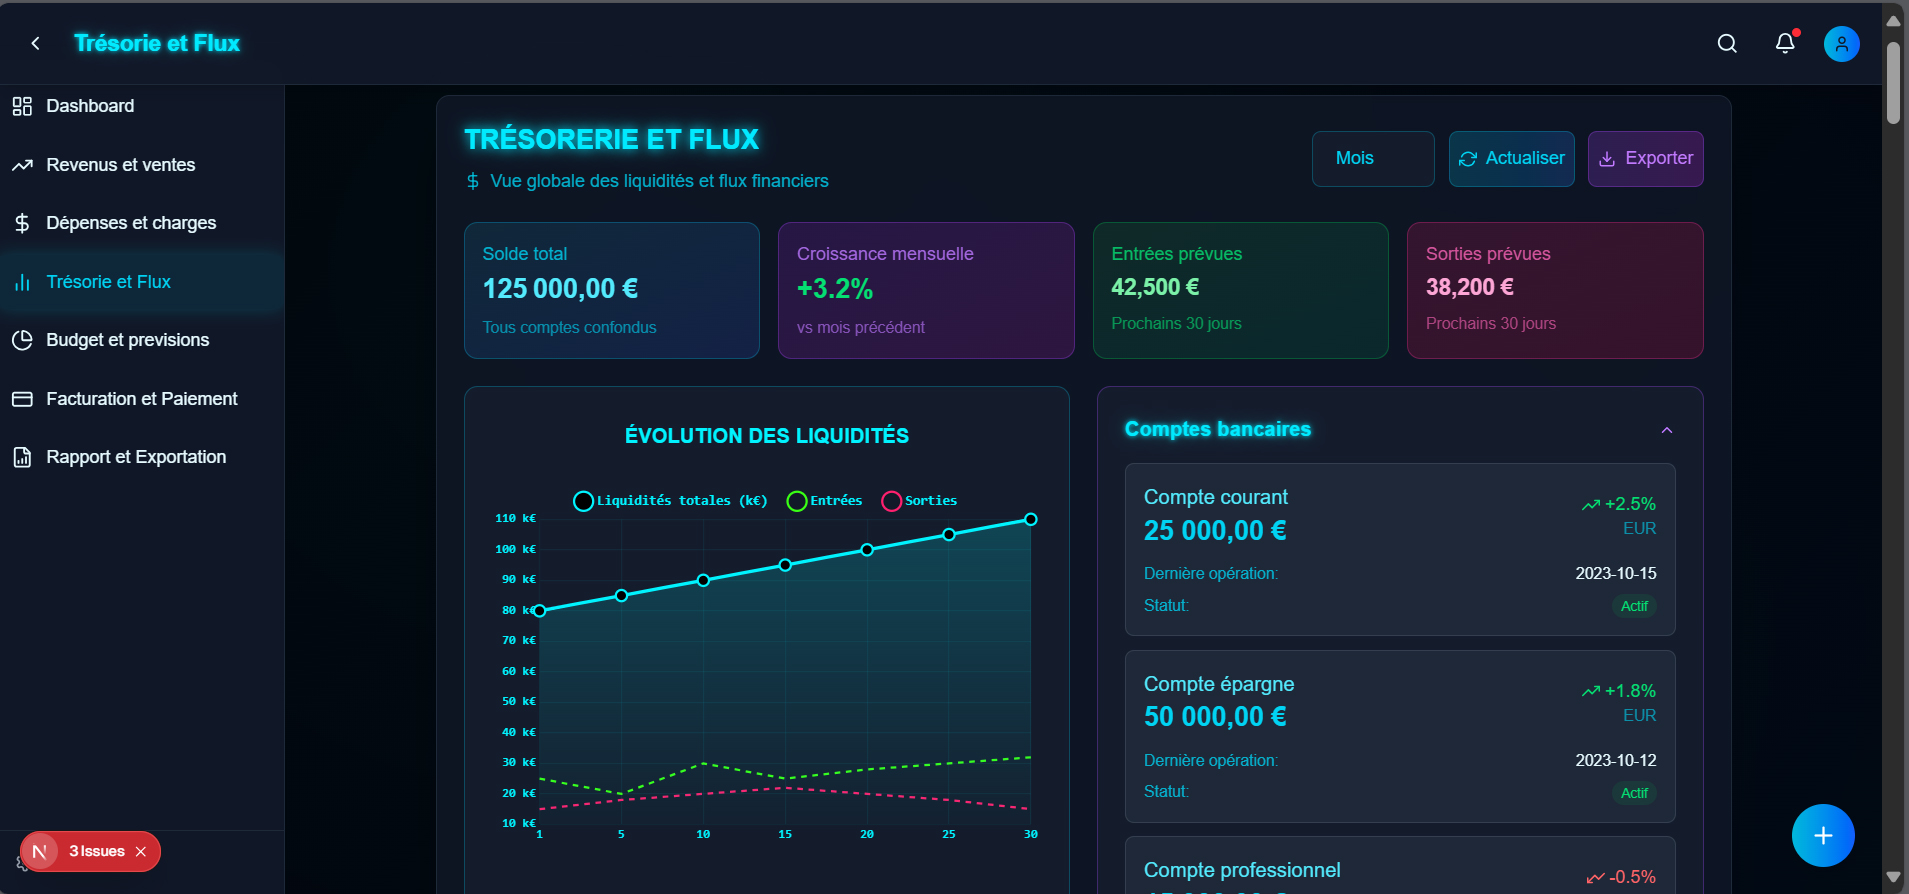 Trésorie et Flux
Dashboard
Revenus et ventes
Dépenses et charges
Trésorie et Flux
Budget et previsions
Facturation et Paiement
Rapport et Exportation
N 3 Issues
TRÉSORERIE ET FLUX
Vue globale des liquidités et flux financiers
Mois
Actualiser
Exporter
Solde total
125 000,00 €
Tous comptes confondus
Croissance mensuelle
+3.2%
vs mois précédent
Entrées prévues
42,500 €
Prochains 30 jours
Sorties prévues
38,200 €
Prochains 30 jours
ÉVOLUTION DES LIQUIDITÉS
Liquidités totales (k€) Entrées Sorties
110 k€
100 k€
90 k€
80 k€
70 k€
60 k€
50 k€
40 k€
30 k€
20 k€
10 k€
1 5 10 15 20 25 30
Comptes bancaires
Compte courant
+2.5%
25 000,00 €
EUR
Dernière opération: 2023-10-15
Statut: Actif
Compte épargne
+1.8%
50 000,00 €
EUR
Dernière opération: 2023-10-12
Statut: Actif
Compte professionnel
-0.5%